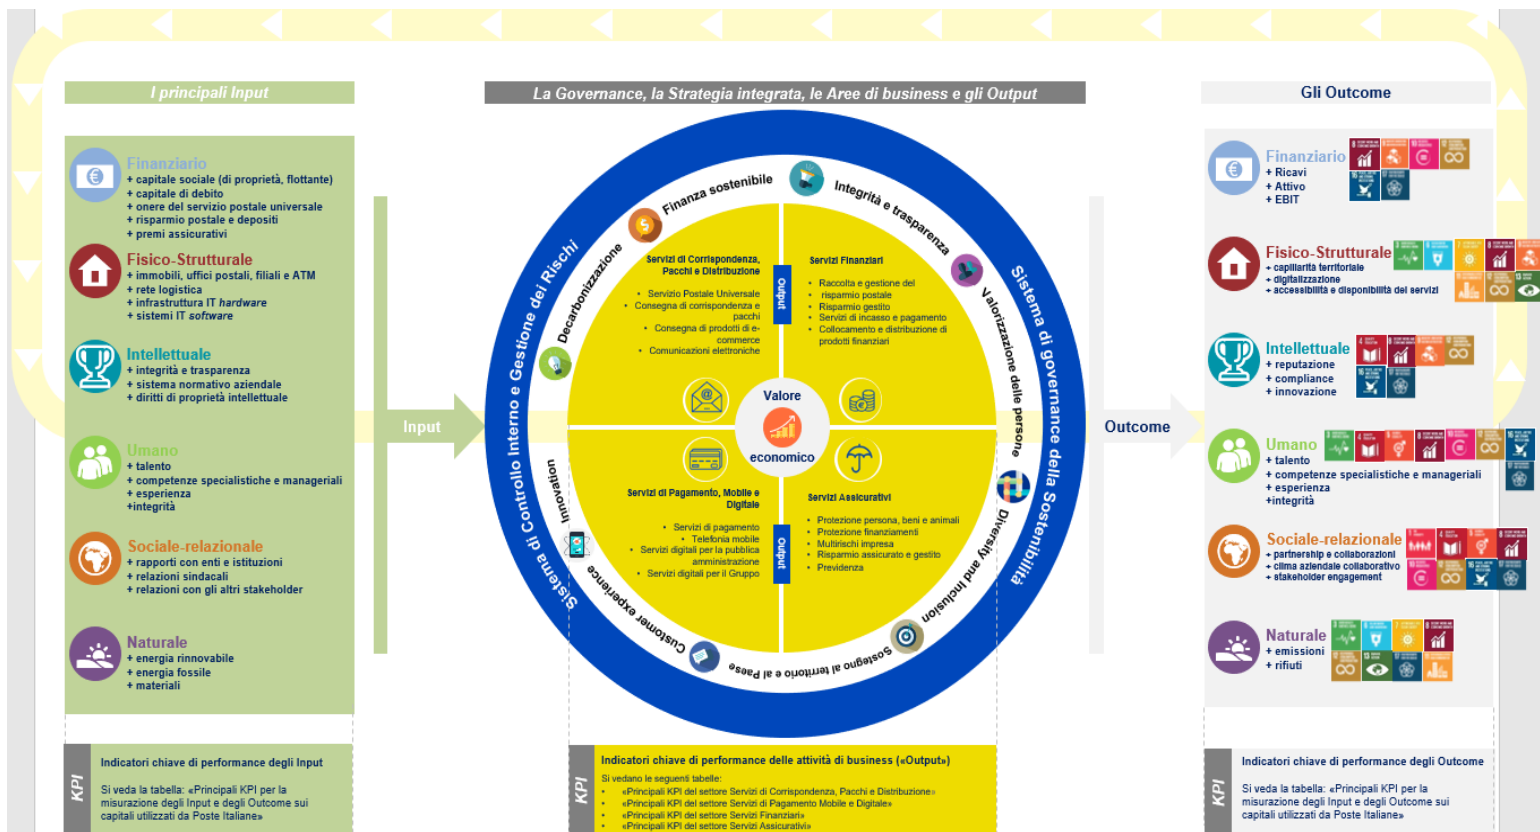 I principali Input
Finanziario
+ capitale sociale (di proprietà, flottante)
+ capitale di debito
+ onere del servizio postale universale
+ risparmio postale e depositi
+ premi assicurativi
Fisico-Strutturale
+ immobili, uffici postali, filiali e ATM
+ rete logistica
+ infrastruttura IT hardware
+ sistemi IT software
Intellettuale
+ integrità e trasparenza
+ sistema normativo aziendale
+ diritti di proprietà intellettuale
Umano
+ talento
+ competenze specialistiche e manageriali
+ esperienza
+integrità
Sociale-relazionale
+ rapporti con enti e istituzioni
+ relazioni sindacali
+ relazioni con gli altri stakeholder
Naturale
+ energia rinnovabile
+ energia fossile
+ materiali
KPI
Indicatori chiave di performance degli Input
Si veda la tabella: «Principali KPI per la
misurazione degli Input e degli Outcome sui
capitali utilizzati da Poste Italiane»
Input
La Governance, la Strategia integrata, le Aree di business e gli Output
Sistema di Controllo Interno e Gestione dei Rischi
Sistema di governance della Sostenibilità
Finanza sostenibile
Integrità e trasparenza
Valorizzazione delle persone
Diversity and Inclusion
Sostegno al territorio e al Paese
Customer experience
Innovation
Decarbonizzazione
Servizi di Corrispondenza,
Pacchi e Distribuzione
• Servizio Postale Universale
• Consegna di corrispondenza e
pacchi
• Consegna di prodotti di e-
commerce
• Comunicazioni elettroniche
Output
Servizi Finanziari
• Raccolta e gestione del
• risparmio postale
• Risparmio gestito
• Servizi di incasso e pagamento
• Collocamento e distribuzione di
prodotti finanziari
Valore
economico
Servizi di Pagamento, Mobile e
Digitale
• Servizi di pagamento
• Telefonia mobile
• Servizi digitali per la pubblica
amministrazione
• Servizi digitali per il Gruppo
Output
Servizi Assicurativi
• Protezione persona, beni e animali
• Protezione finanziamenti
• Multirischi impresa
• Risparmio assicurato e gestito
• Previdenza
KPI
Indicatori chiave di performance delle attività di business («Output»)
Si vedano le seguenti tabelle:
• «Principali KPI del settore Servizi di Corrispondenza, Pacchi e Distribuzione»
• «Principali KPI del settore Servizi di Pagamento Mobile e Digitale»
• «Principali KPI del settore Servizi Finanziari»
• «Principali KPI del settore Servizi Assicurativi»
Outcome
Gli Outcome
Finanziario
+ Ricavi
+ Attivo
+ EBIT
Fisico-Strutturale
+ capillarità territoriale
+ digitalizzazione
+ accessibilità e disponibilità dei servizi
Intellettuale
+ reputazione
+ compliance
+ innovazione
Umano
+ talento
+ competenze specialistiche e manageriali
+ esperienza
+integrità
Sociale-relazionale
+ partnership e collaborazioni
+ clima aziendale collaborativo
+ stakeholder engagement
Naturale
+ emissioni
+ rifiuti
KPI
Indicatori chiave di performance degli Outcome
Si veda la tabella: «Principali KPI per la
misurazione degli Input e degli Outcome sui
capitali utilizzati da Poste Italiane»